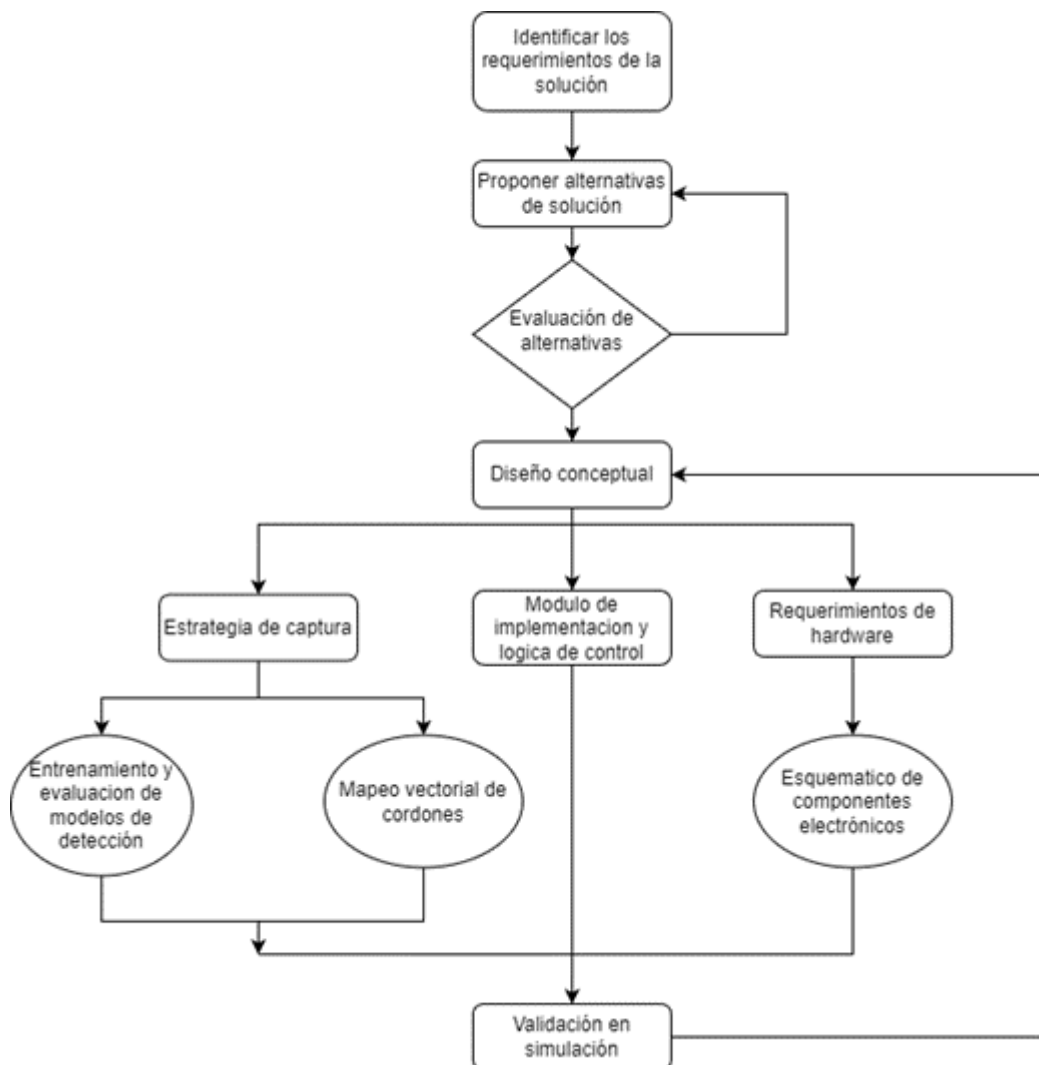 Identificar los
requerimientos de la
solución
Proponer alternativas
de solución
Evaluación de
alternativas
Diseño conceptual
Estrategia de captura
Modulo de
implementacion y
logica de control
Requerimientos de
hardware
Entrenamiento y
evaluacion de
modelos de
detección
Mapeo vectorial de
cordones
Esquematico de
componentes
electrónicos
Validación en
simulación